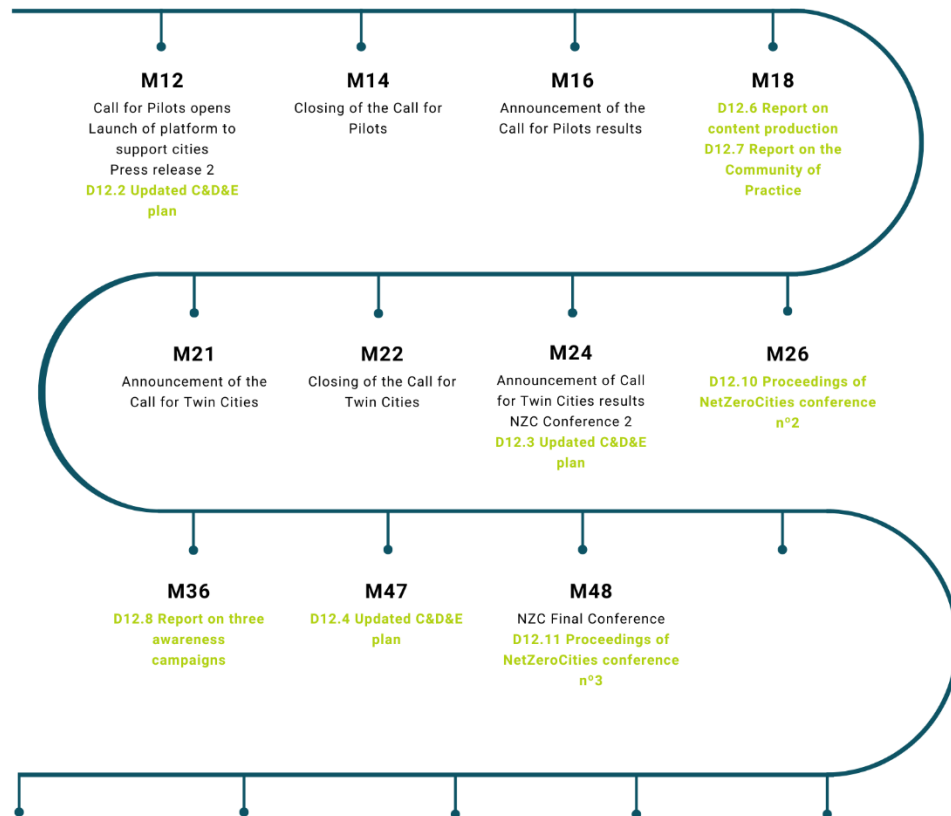 M12
Call for Pilots opens
Launch of platform to
support cities
Press release 2
D12.2 Updated C&D&E
plan
M14
Closing of the Call for
Pilots
M16
Announcement of the
Call for Pilots results
M18
D12.6 Report on
content production
D12.7 Report on the
Community of
Practice
M21
Announcement of the
Call for Twin Cities
M22
Closing of the Call for
Twin Cities
M24
Announcement of Call
for Twin Cities results
NZC Conference 2
D12.3 Updated C&D&E
plan
M26
D12.10 Proceedings of
NetZeroCities conference
nº2
M36
D12.8 Report on three
awareness
campaigns
M47
D12.4 Updated C&D&E
plan
M48
NZC Final Conference
D12.11 Proceedings of
NetZeroCities conference
nº3